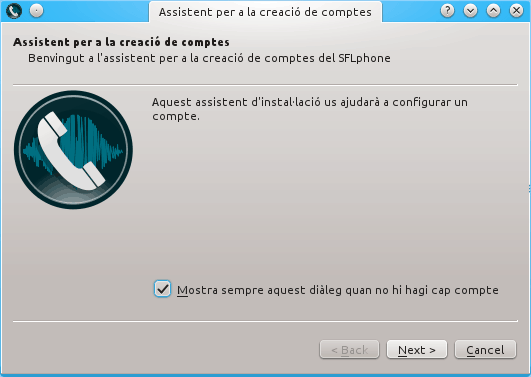 Assistent per a la creació de comptes
Assistent per a la creació de comptes
Benvingut a l'assistent per a la creació de comptes del SFLphone
Aquest assistent d'instal·lació us ajudarà a configurar un
compte.
Mostra sempre aquest diàleg quan no hi hagi cap compte
< Back Next > Cancel